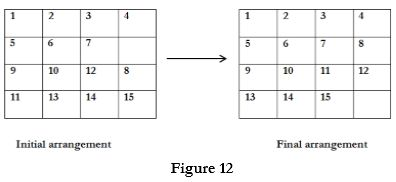 1 2 3 4 1 2 3 4
5 6 7 5 6 7 8
9 10 12 8 9 10 11 12
11 13 14 15 13 14 15
Initial arrangement Final arrangement
Figure 12